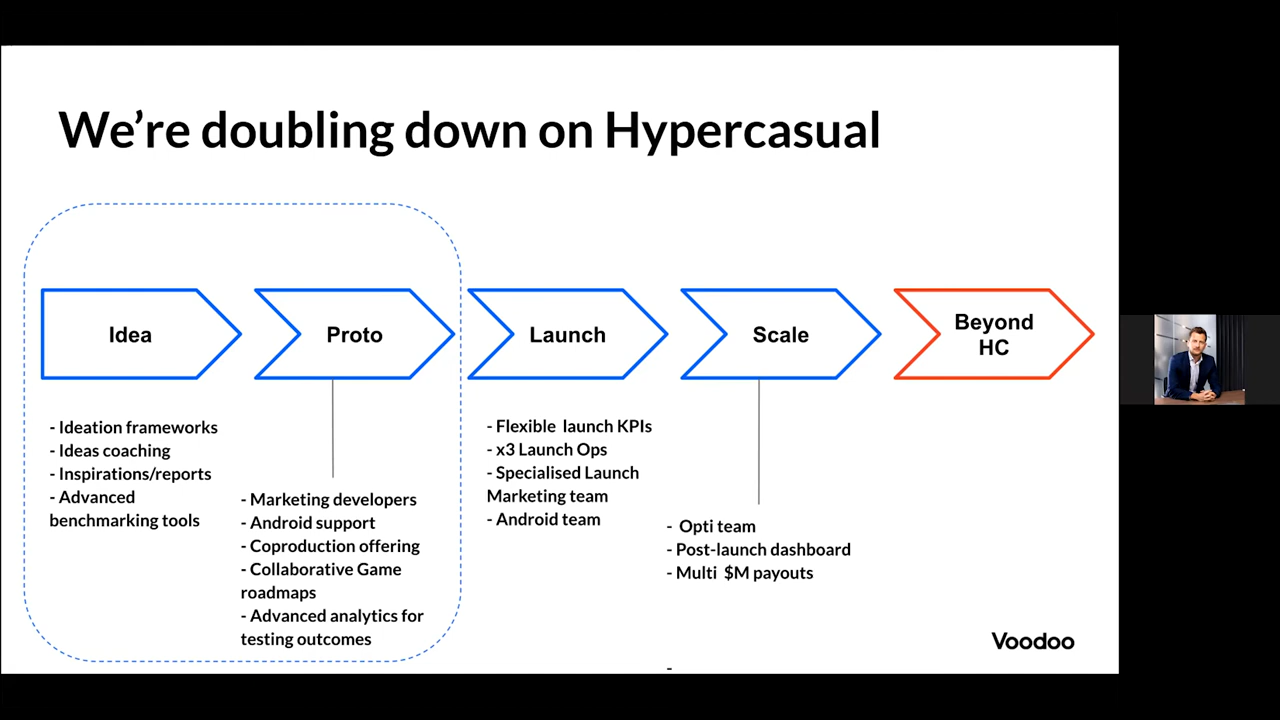 We're doubling down on Hypercasual
Idea
Proto
Launch
Scale
Beyond
HC
- Ideation frameworks
- Ideas coaching
- Inspirations/reports
- Advanced
benchmarking tools
- Marketing developers
- Android support
- Coproduction offering
- Collaborative Game
roadmaps
- Advanced analytics for
testing outcomes
- Flexible launch KPIs
- x3 Launch Ops
- Specialised Launch
Marketing team
- Android team
- Opti team
- Post-launch dashboard
- Multi $M payouts
-
Voodoo